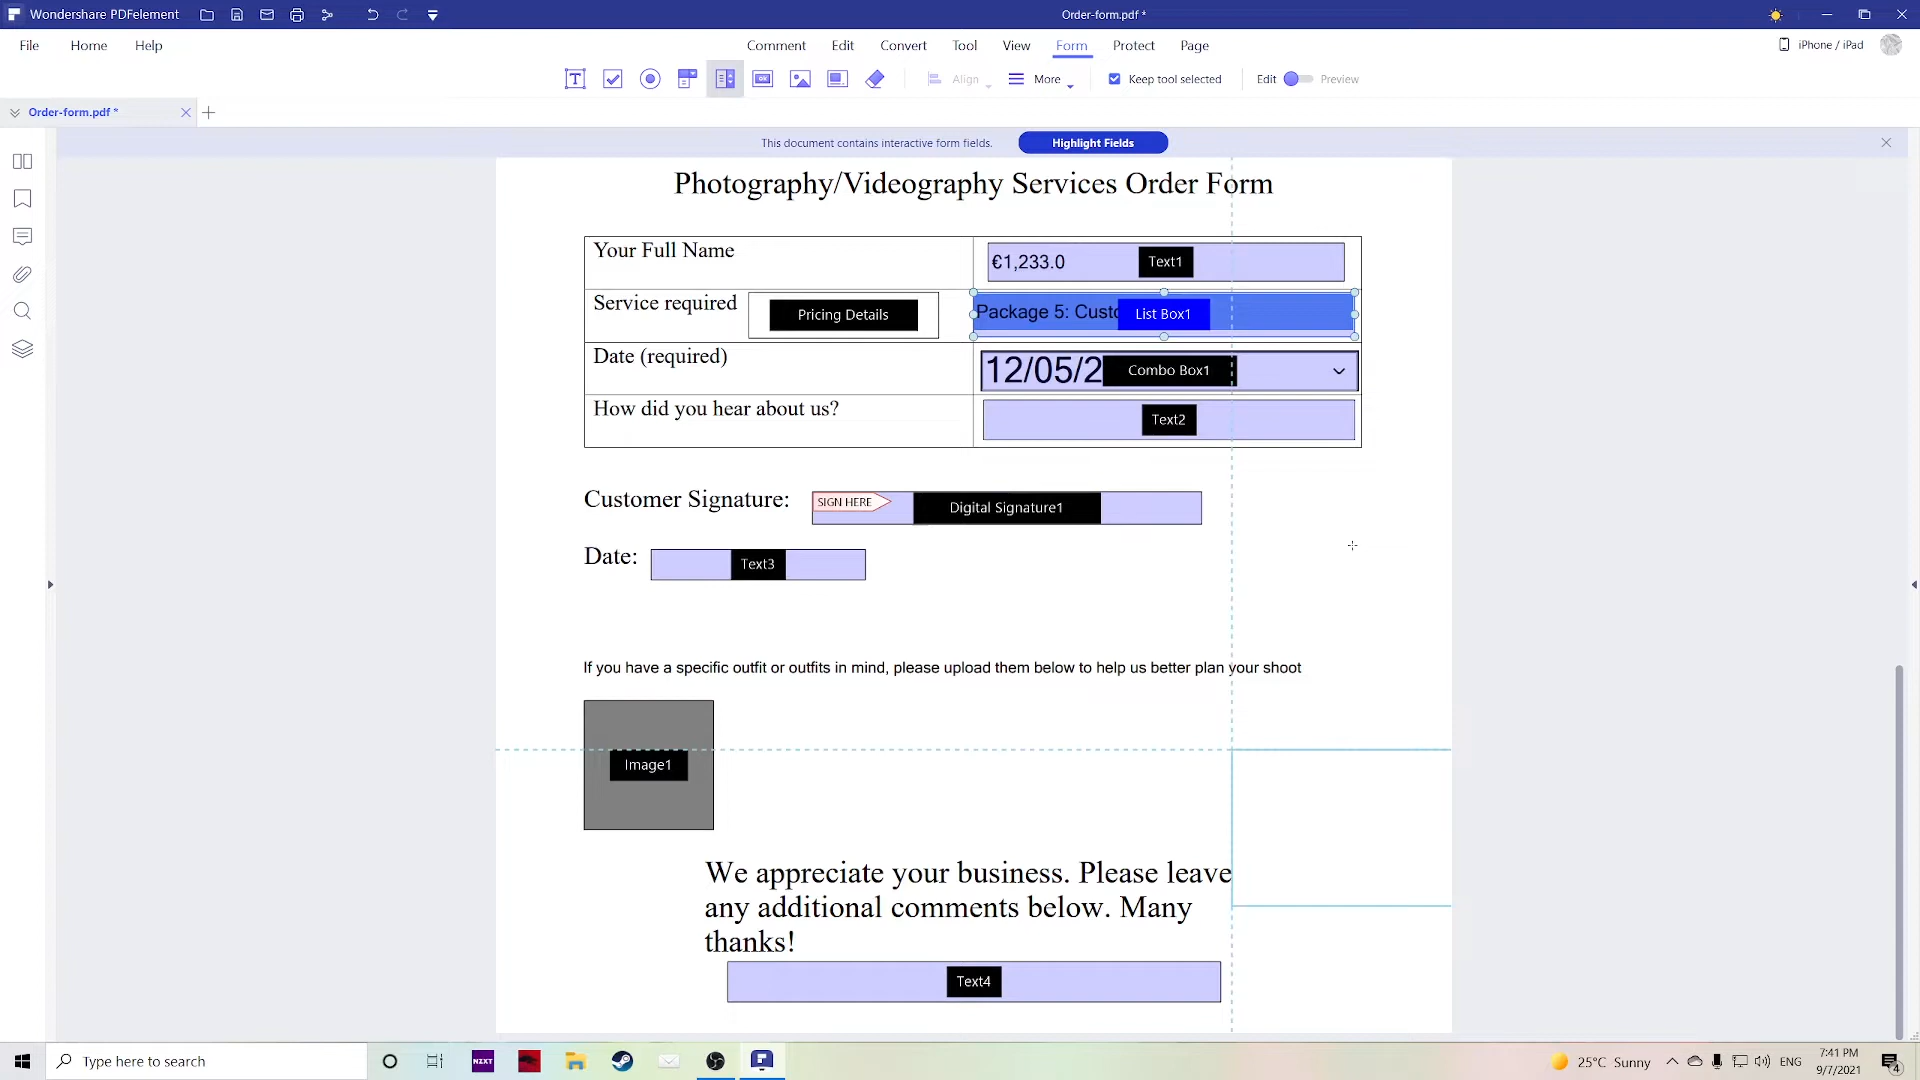 Wondershare PDFelement
Order-form.pdf *
File Home Help
Comment Edit Convert Tool View Form Protect Page
iPhone / iPad
Align More Keep tool selected Edit Preview
Order-form.pdf *
This document contains interactive form fields. Highlight Fields
Photography/Videography Services Order Form
Your Full Name €1,233.0 Text1
Service required Pricing Details Package 5: Custo List Box1
Date (required) 12/05/2 Combo Box1
How did you hear about us? Text2
Customer Signature: SIGN HERE Digital Signature1
Date: Text3
If you have a specific outfit or outfits in mind, please upload them below to help us better plan your shoot
Image1
We appreciate your business. Please leave
any additional comments below. Many
thanks!
Text4
Type here to search
NZXT
25°C Sunny
ENG
7:41 PM
9/7/2021
4